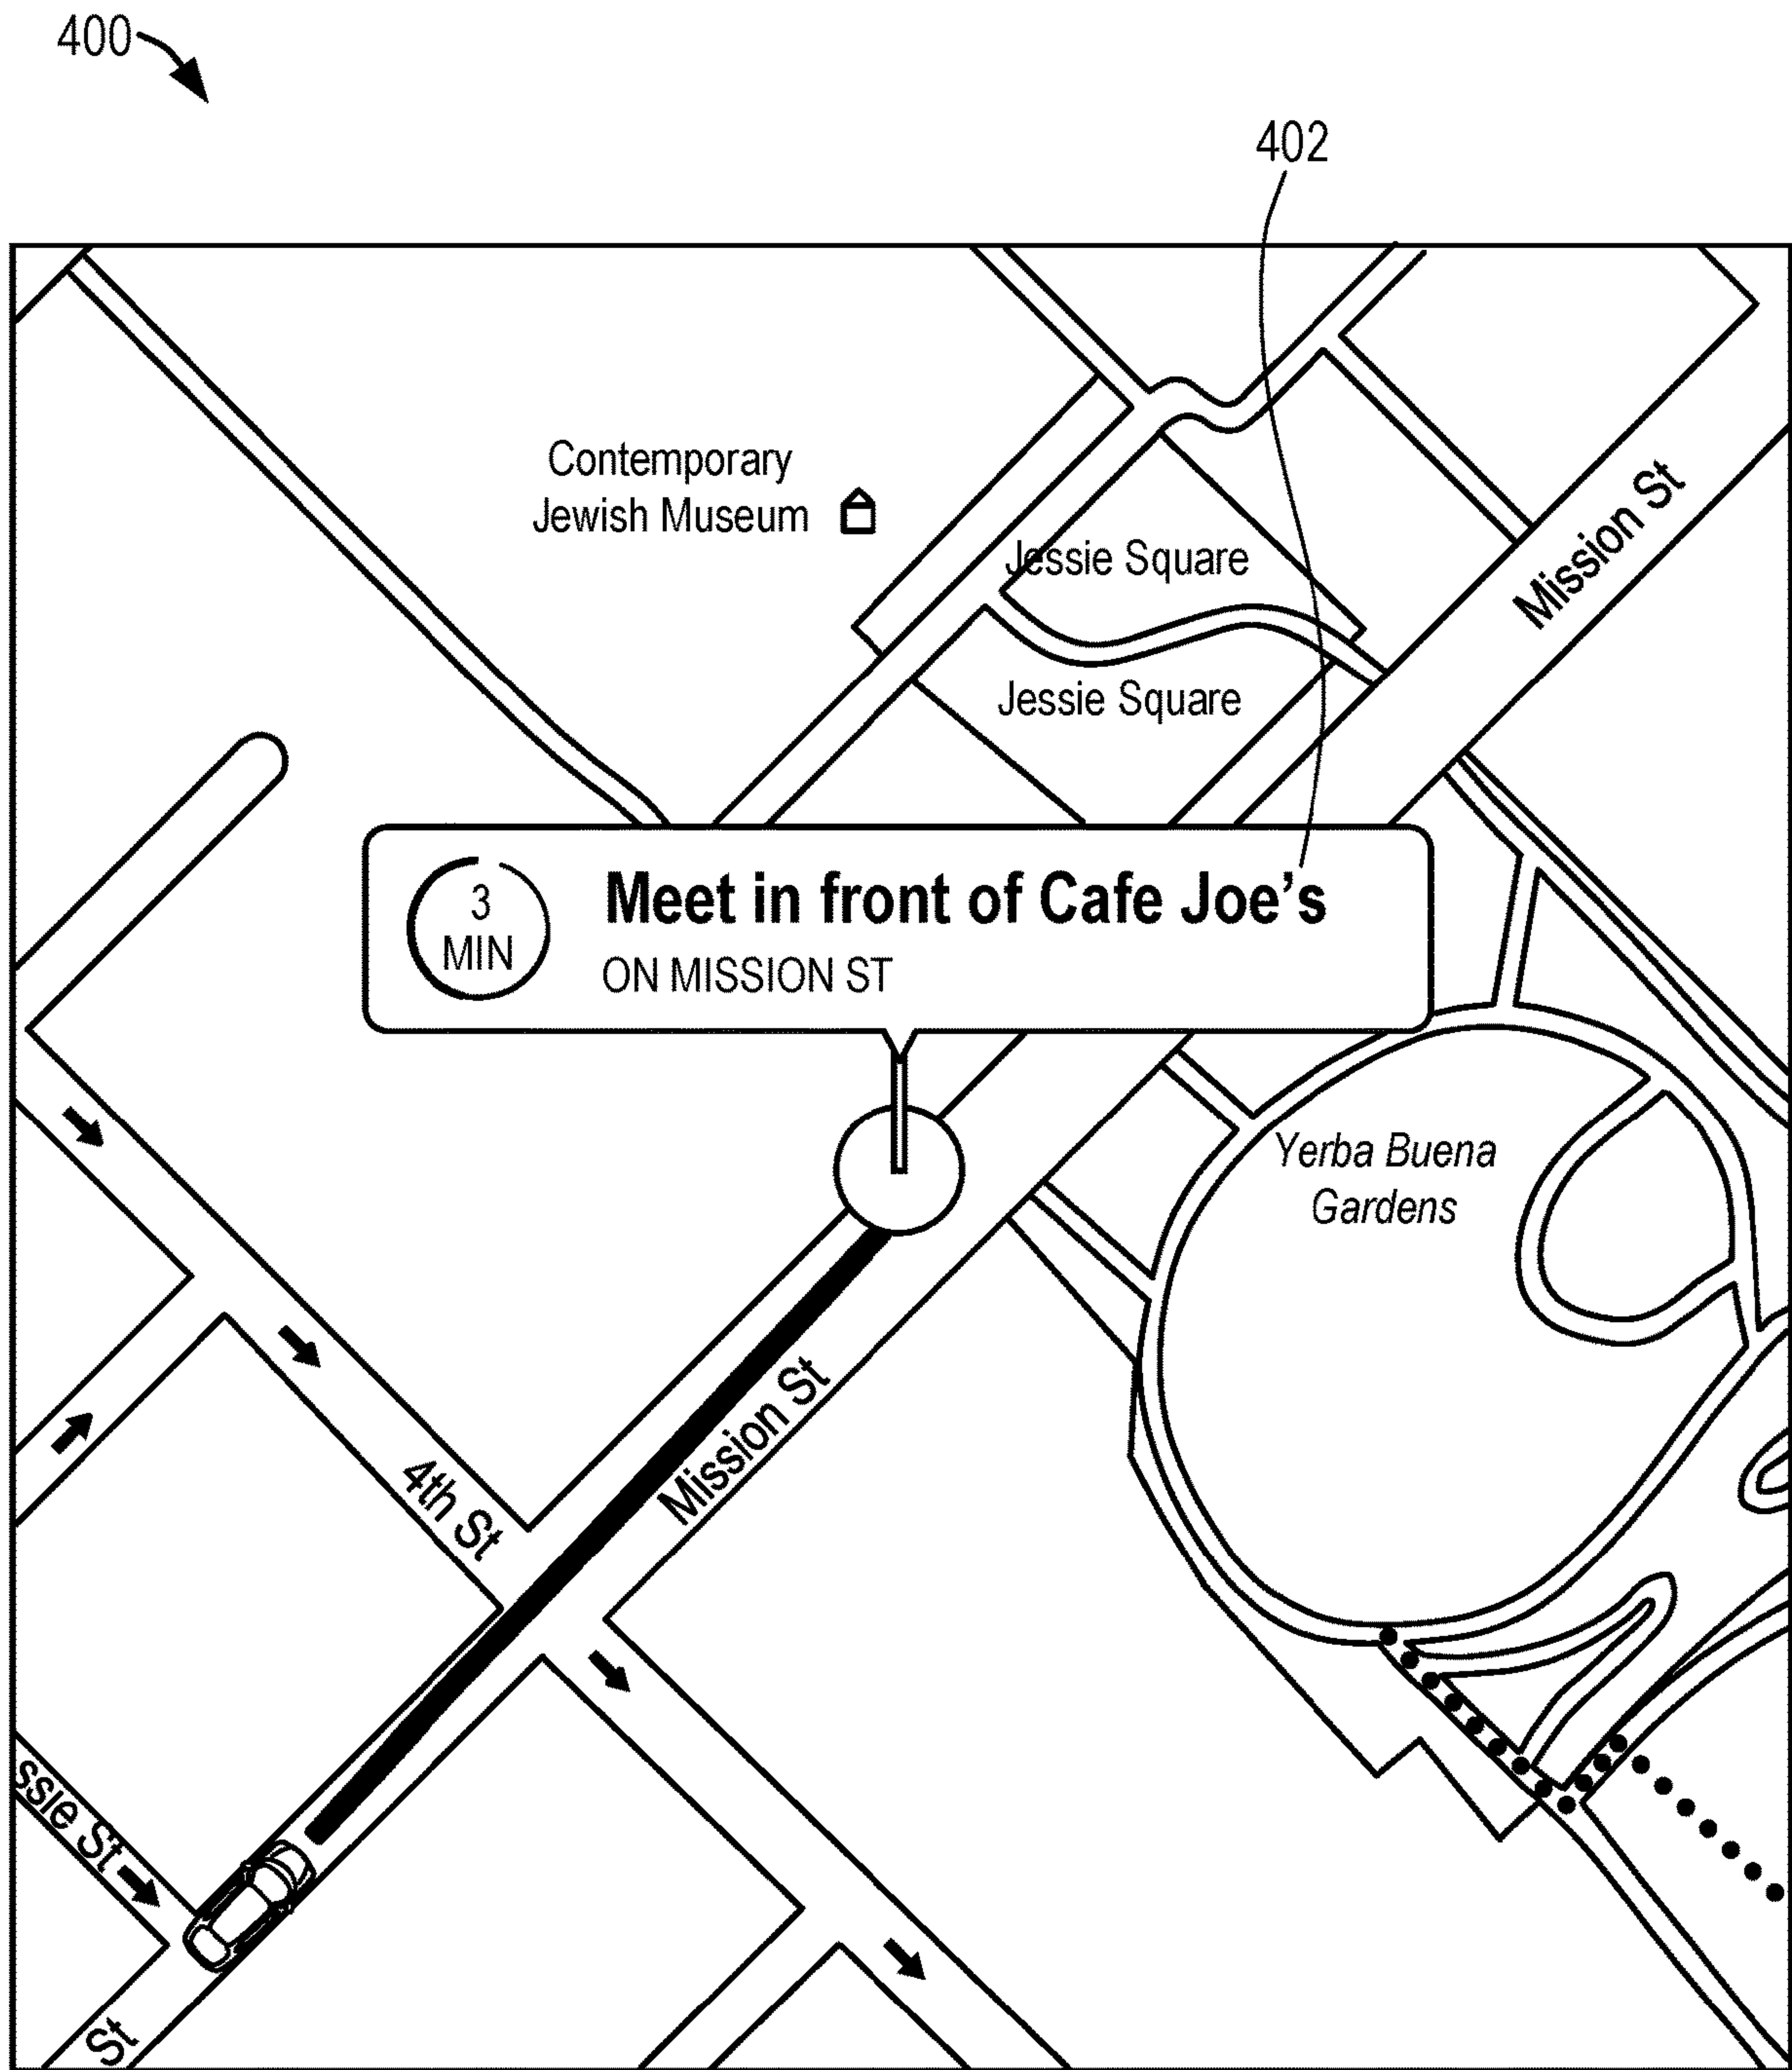 400
402
Contemporary
Jewish Museum
Mission St
Jessie Square
Jessie Square
3
MIN
Meet in front of Cafe Joe's
ON MISSION ST
Yerba Buena
Gardens
Mission St
4th St
ssie St
St